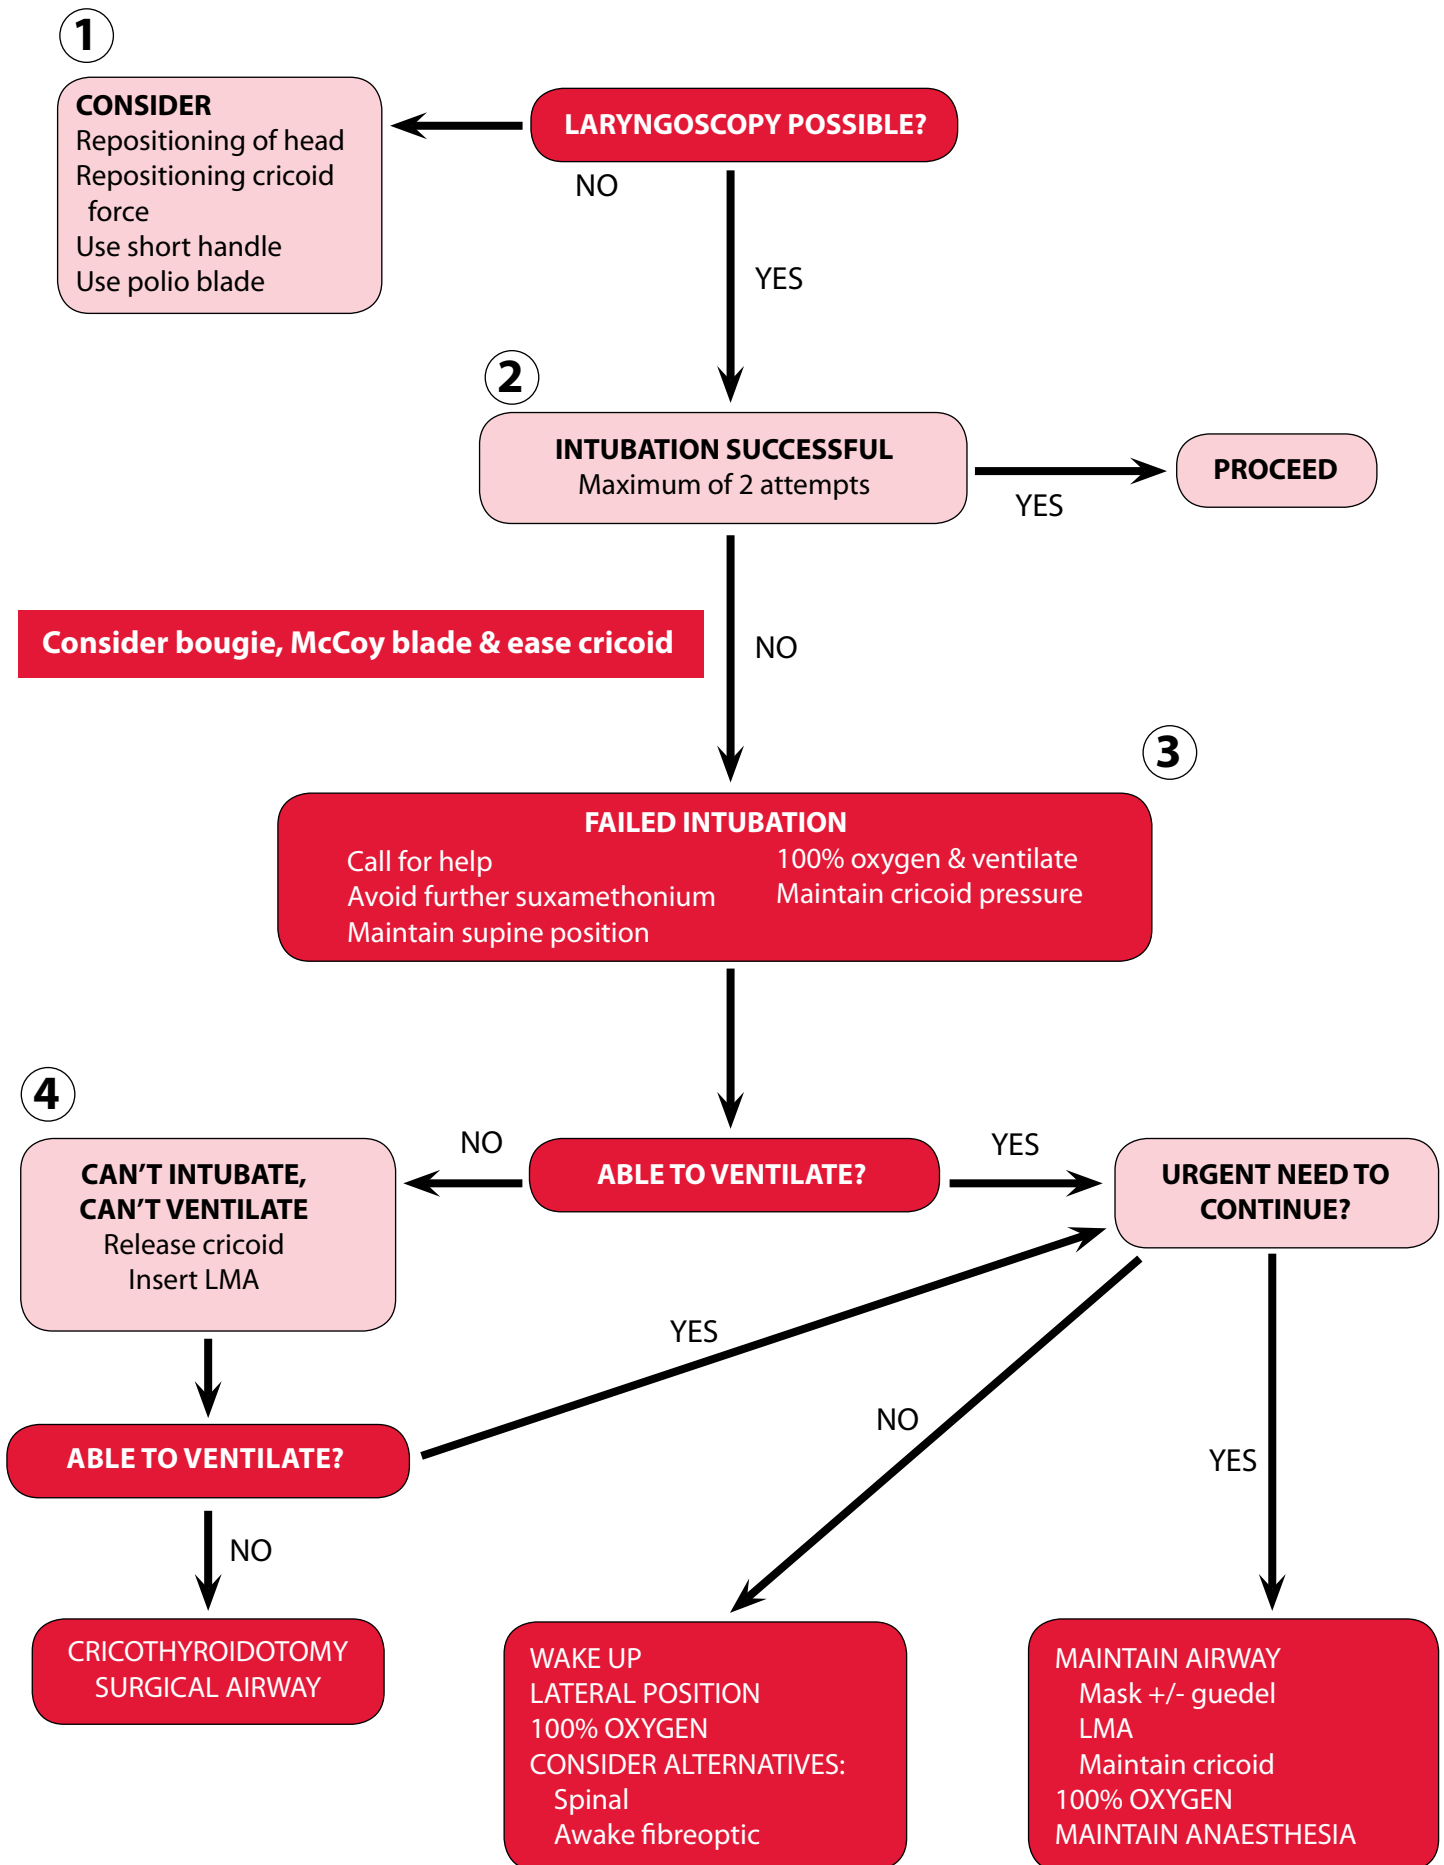 1
CONSIDER
Repositioning of head
Repositioning cricoid
force
Use short handle
Use polio blade
LARYNGOSCOPY POSSIBLE?
NO
YES
2
INTUBATION SUCCESSFUL
Maximum of 2 attempts
YES
PROCEED
Consider bougie, McCoy blade & ease cricoid
NO
3
FAILED INTUBATION
Call for help
Avoid further suxamethonium
Maintain supine position
100% oxygen & ventilate
Maintain cricoid pressure
4
CAN'T INTUBATE,
CAN'T VENTILATE
Release cricoid
Insert LMA
NO
ABLE TO VENTILATE?
YES
URGENT NEED TO
CONTINUE?
YES
NO
YES
ABLE TO VENTILATE?
NO
CRICOTHYROIDOTOMY
SURGICAL AIRWAY
WAKE UP
LATERAL POSITION
100% OXYGEN
CONSIDER ALTERNATIVES:
Spinal
Awake fibreoptic
MAINTAIN AIRWAY
Mask +/- guedel
LMA
Maintain cricoid
100% OXYGEN
MAINTAIN ANAESTHESIA